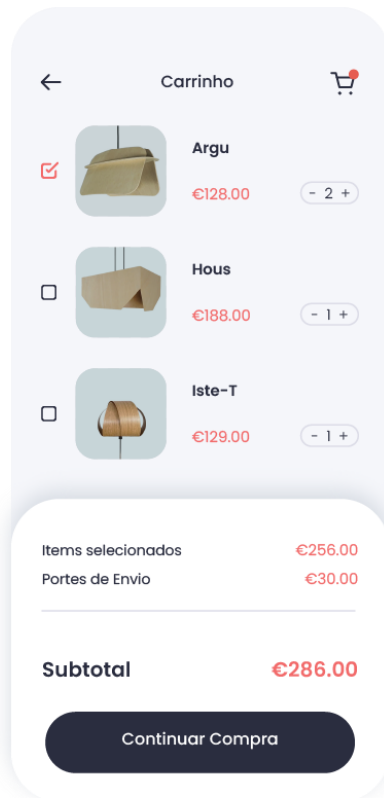 Carrinho
Argu
€128.00
- 2 +
Hous
€188.00
- 1 +
Iste-T
€129.00
- 1 +
Items selecionados €256.00
Portes de Envio €30.00
Subtotal €286.00
Continuar Compra